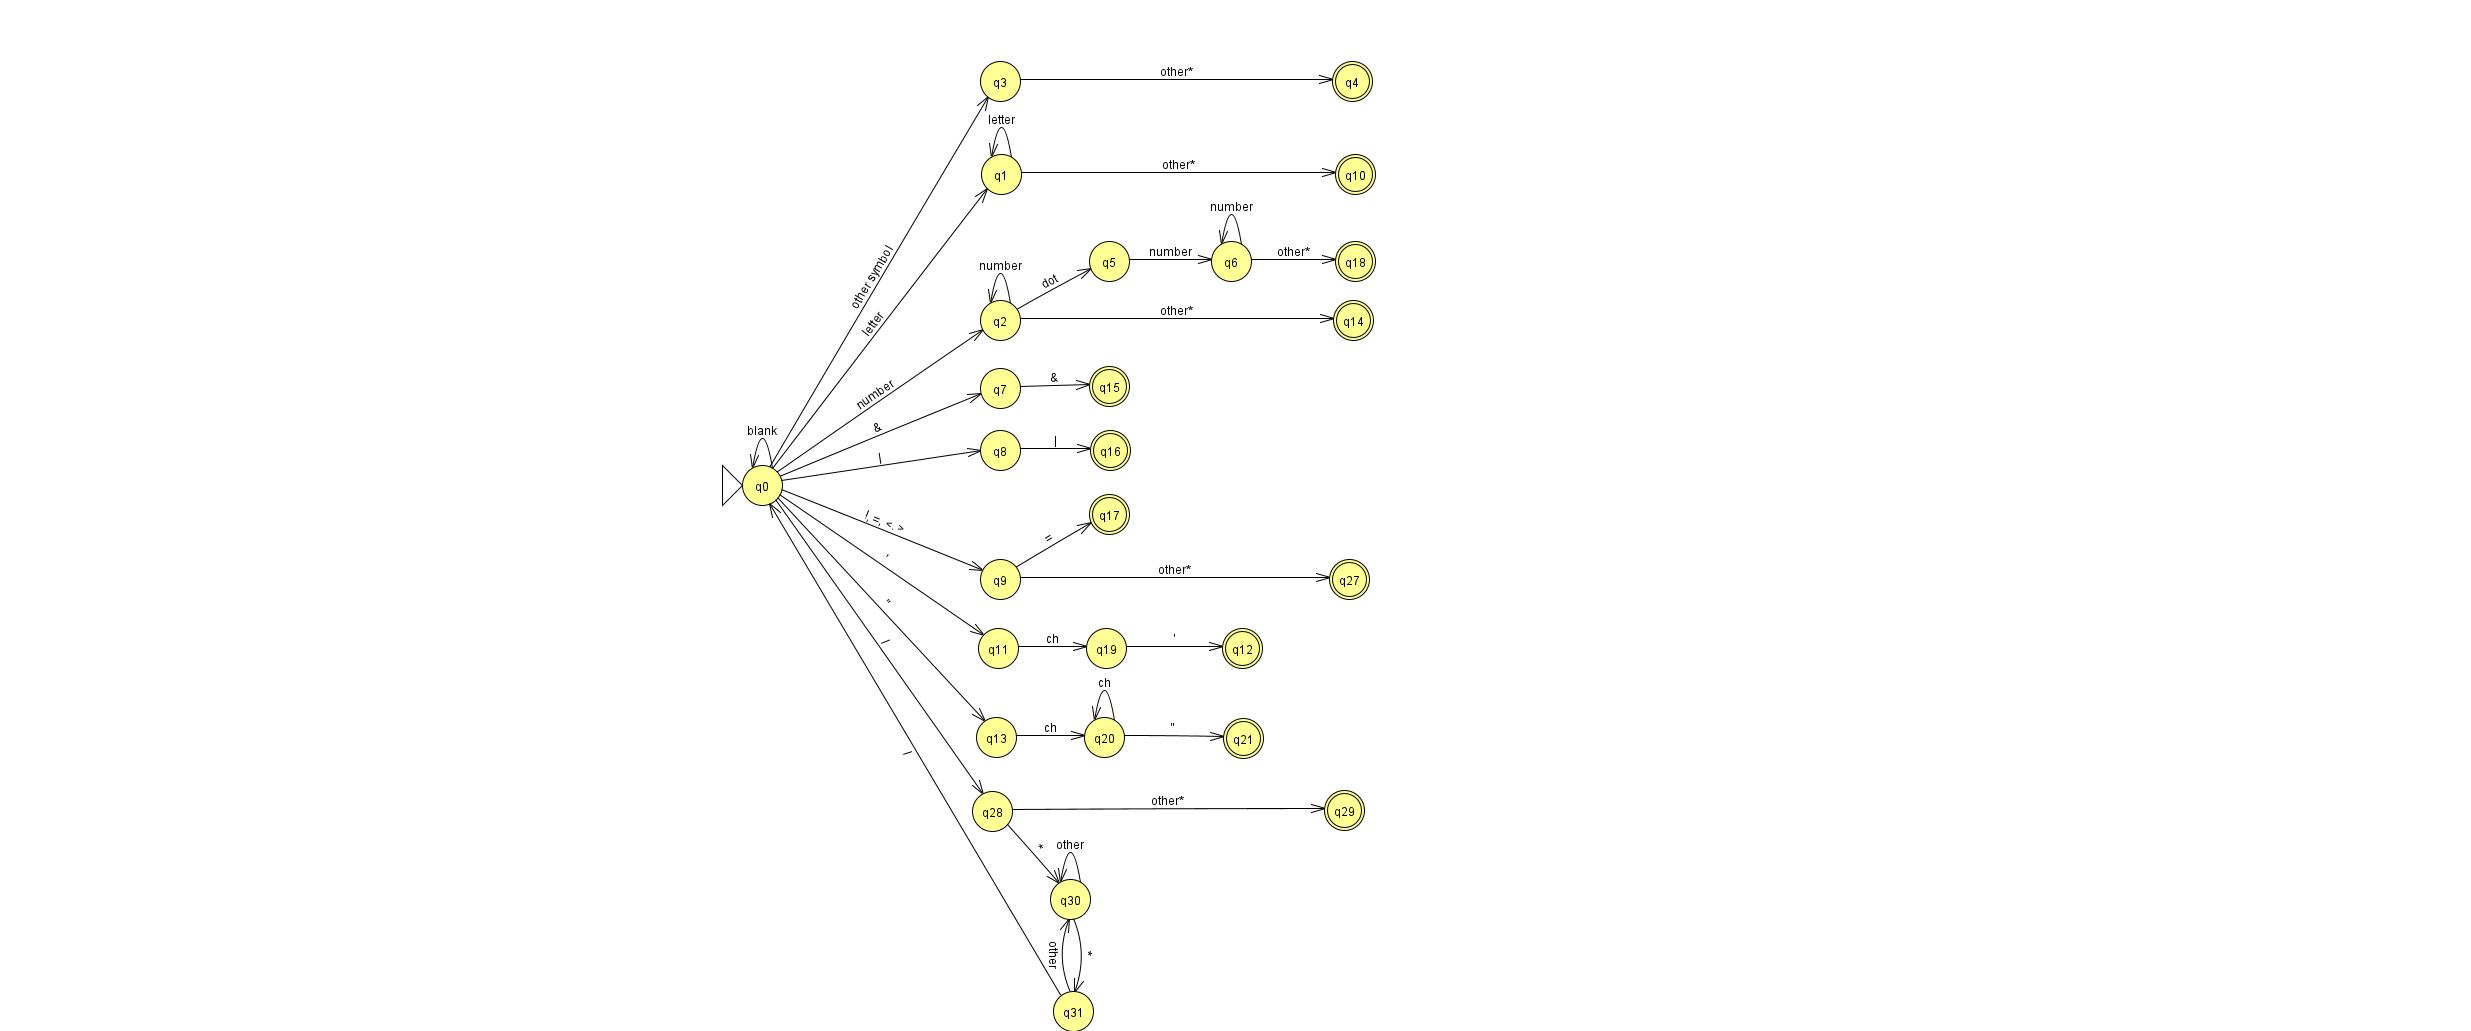 q3
other*
q4
letter
q1
other*
q10
other symbol
letter
number
q5
number
q6
other*
q18
number
dot
q2
other*
q14
number
q7
&
q15
&
blank
q8
|
q16
|
q0
!, =, <. >
q17
=
q9
other*
q27
'
q11
ch
q19
'
q12
"
ch
q13
ch
q20
"
q21
/
q28
other*
q29
*
other
q30
/
other
*
q31